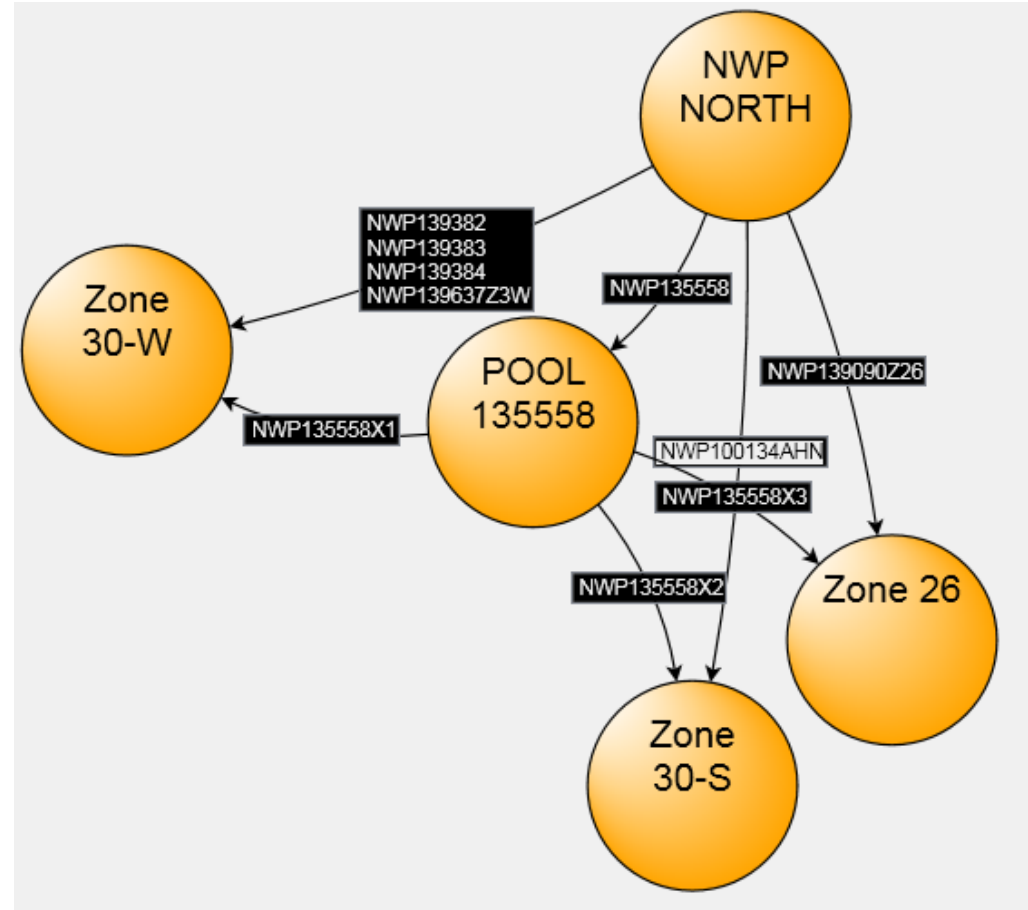 NWP
NORTH
NWP139382
NWP139383
NWP139384
NWP139637Z3W
Zone
30-W
NWP135558
POOL
135558
NWP139090Z26
NWP135558X1
NWP100134AHN
NWP135558X3
NWP135558X2
Zone 26
Zone
30-S